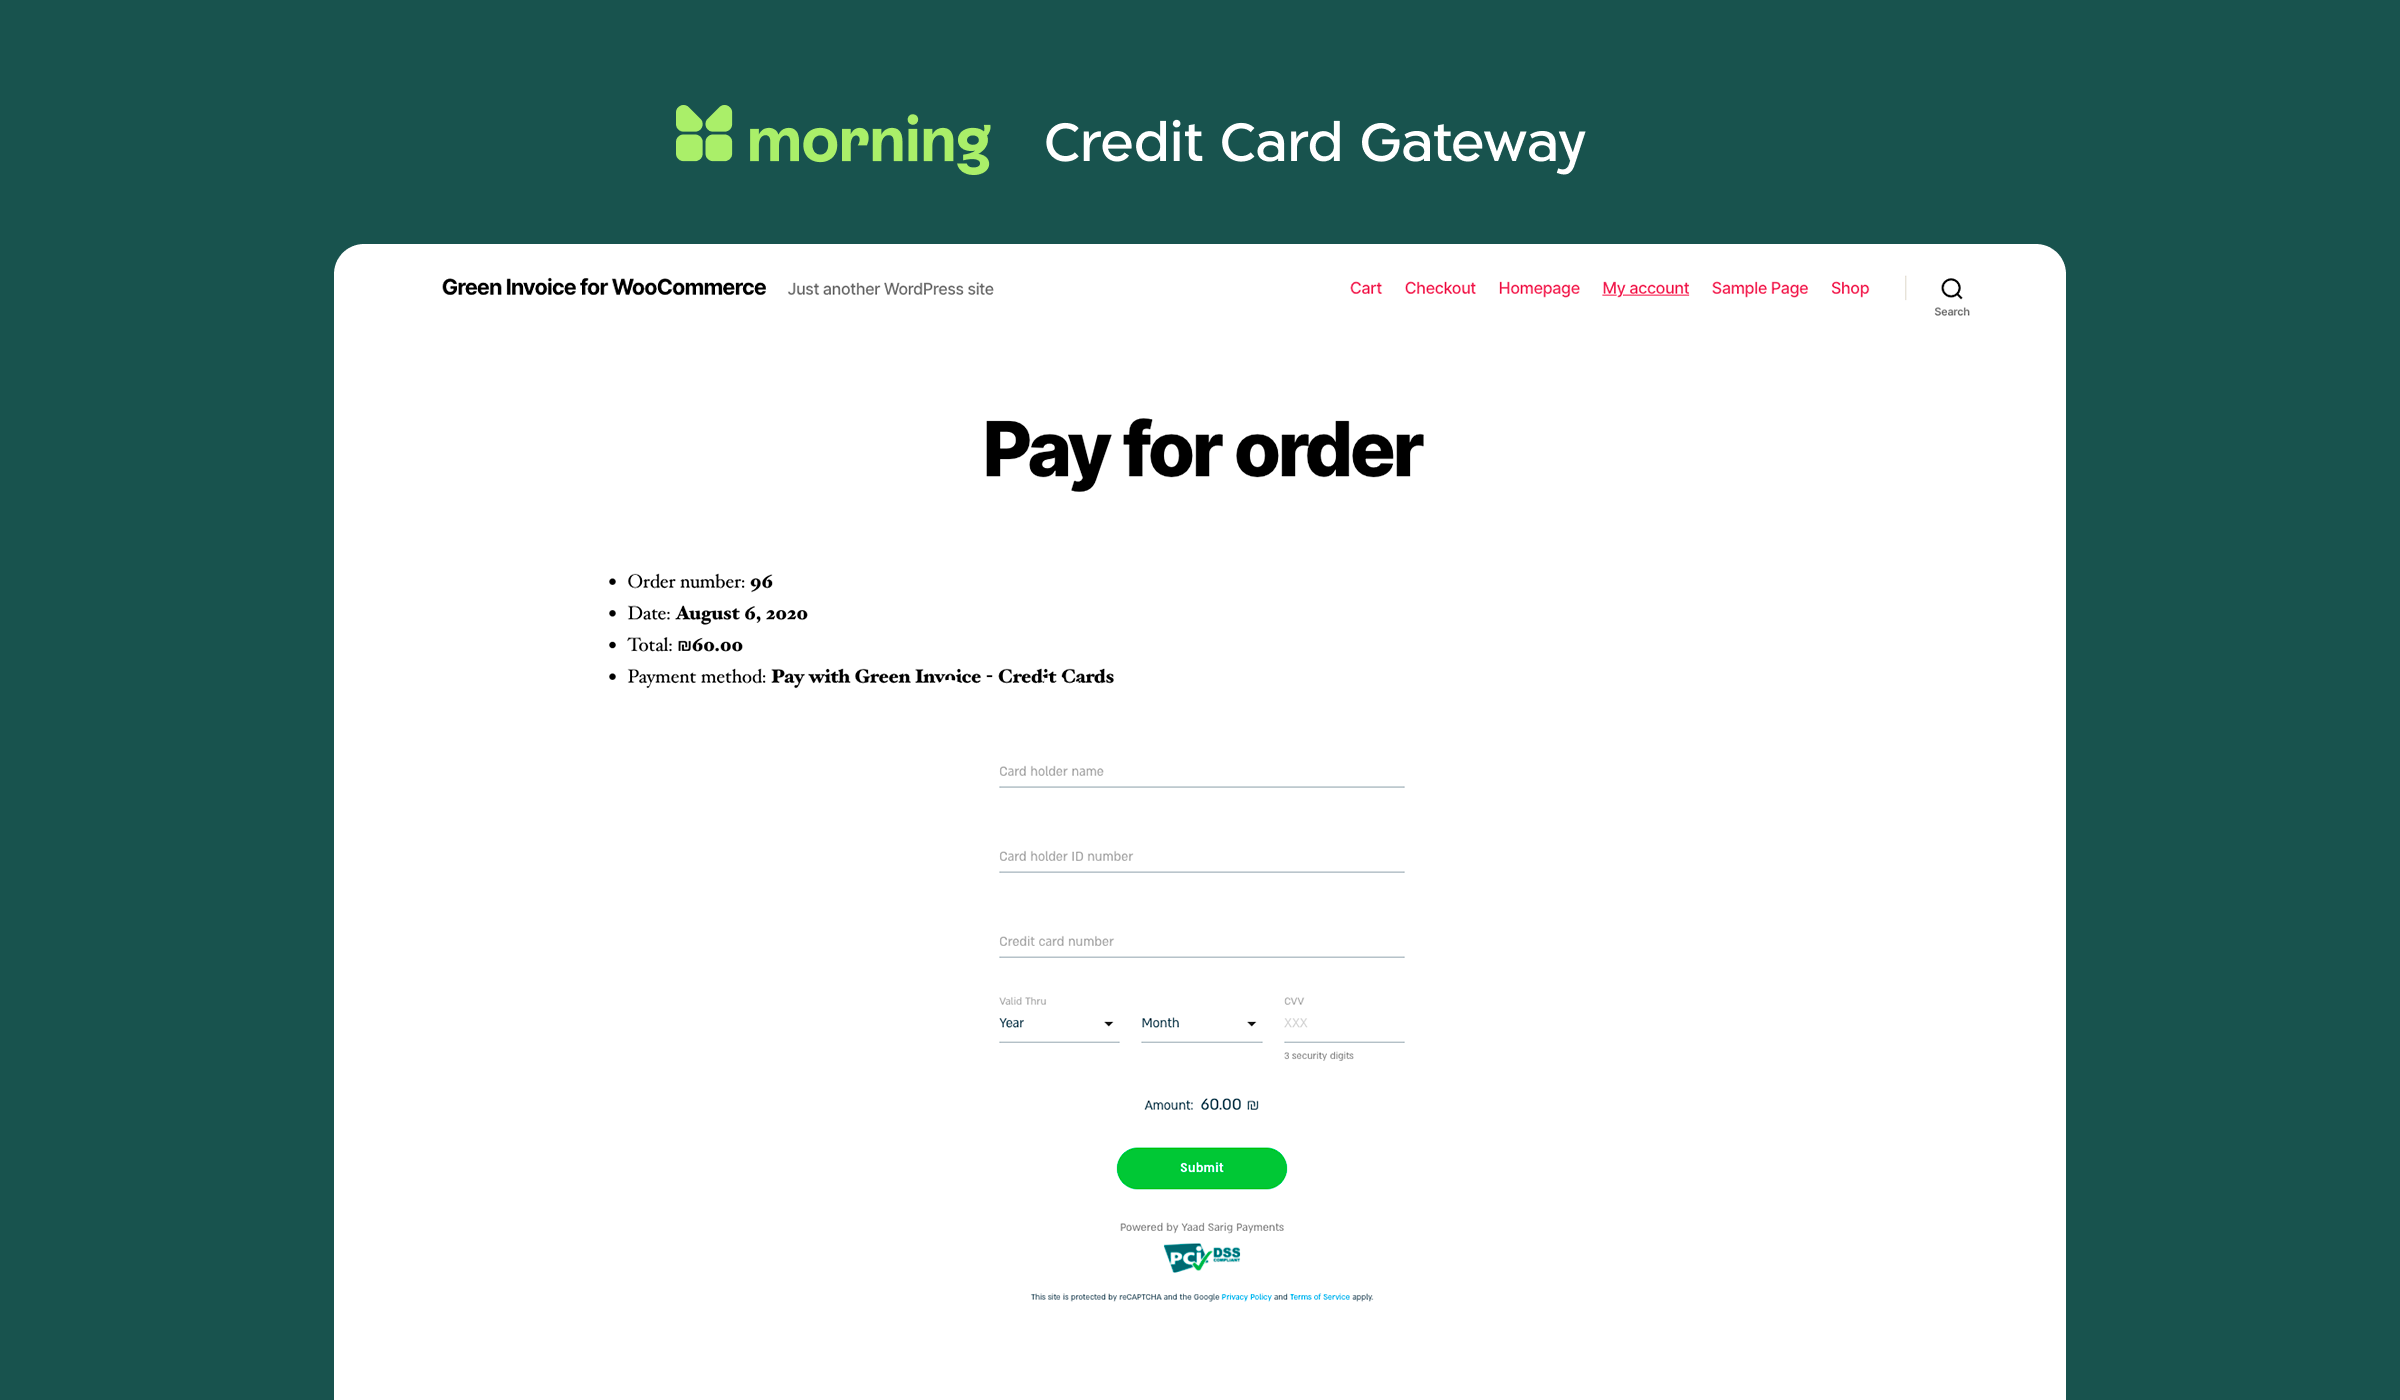 morning Credit Card Gateway
Green Invoice for WooCommerce Just another WordPress site Cart Checkout Homepage My account Sample Page Shop
Search
Pay for order
Order number: 96
Date: August 6, 2020
Total: ₪60.00
Payment method: Pay with Green Invoice - Credit Cards
Card holder name
Card holder ID number
Credit card number
Valid Thru CVV
Year Month XXX
3 security digits
Amount: 60.00 ₪
Submit
Powered by Yaad Sarig Payments
PCi DSS
COMPLIANT
This site is protected by reCAPTCHA and the Google Privacy Policy and Terms of Service apply.